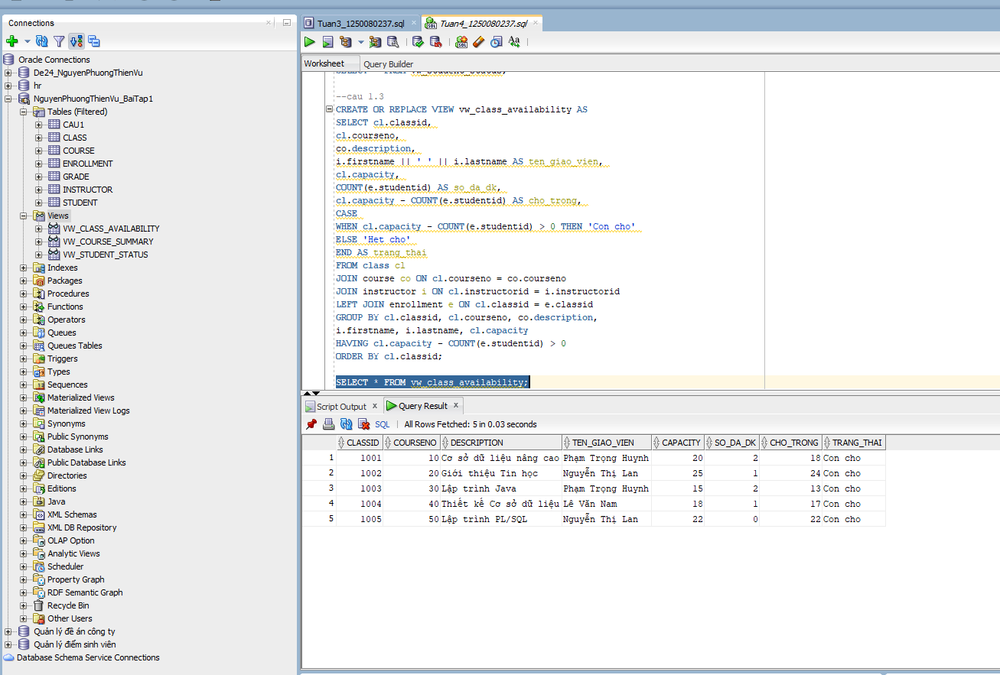 Connections
Oracle Connections
De24_NguyenPhuongThienVu
hr
NguyenPhuongThienVu_BaiTap1
Tables (Filtered)
CAU1
CLASS
COURSE
ENROLLMENT
GRADE
INSTRUCTOR
STUDENT
Views
VW_CLASS_AVAILABILITY
VW_COURSE_SUMMARY
VW_STUDENT_STATUS
Indexes
Packages
Procedures
Functions
Operators
Queues
Queues Tables
Triggers
Types
Sequences
Materialized Views
Materialized View Logs
Synonyms
Public Synonyms
Database Links
Public Database Links
Directories
Editions
Java
XML Schemas
XML DB Repository
OLAP Option
Analytic Views
Scheduler
Property Graph
RDF Semantic Graph
Recycle Bin
Other Users
Quản lý đề án công ty
Quản lý điểm sinh viên
Database Schema Service Connections
Tuan3_1250080237.sql
Tuan4_1250080237.sql
Worksheet
Query Builder
SELECT * FROM vw_student_status;
--cau 1.3
CREATE OR REPLACE VIEW vw_class_availability AS
SELECT cl.classid,
cl.courseno,
co.description,
i.firstname || ' ' || i.lastname AS ten_giao_vien,
cl.capacity,
COUNT(e.studentid) AS so_da_dk,
cl.capacity - COUNT(e.studentid) AS cho_trong,
CASE
WHEN cl.capacity - COUNT(e.studentid) > 0 THEN 'Con cho'
ELSE 'Het cho'
END AS trang_thai
FROM class cl
JOIN course co ON cl.courseno = co.courseno
JOIN instructor i ON cl.instructorid = i.instructorid
LEFT JOIN enrollment e ON cl.classid = e.classid
GROUP BY cl.classid, cl.courseno, co.description,
i.firstname, i.lastname, cl.capacity
HAVING cl.capacity - COUNT(e.studentid) > 0
ORDER BY cl.classid;
SELECT * FROM vw_class_availability;
Script Output
Query Result
SQL | All Rows Fetched: 5 in 0.03 seconds
CLASSID COURSENO DESCRIPTION TEN_GIAO_VIEN CAPACITY SO_DA_DK CHO_TRONG TRANG_THAI
1 1001 10 Cơ sở dữ liệu nâng cao Phạm Trọng Huynh 20 2 18 Con cho
2 1002 20 Giới thiệu Tin học Nguyễn Thị Lan 25 1 24 Con cho
3 1003 30 Lập trình Java Phạm Trọng Huynh 15 2 13 Con cho
4 1004 40 Thiết kế Cơ sở dữ liệu Lê Văn Nam 18 1 17 Con cho
5 1005 50 Lập trình PL/SQL Nguyễn Thị Lan 22 0 22 Con cho